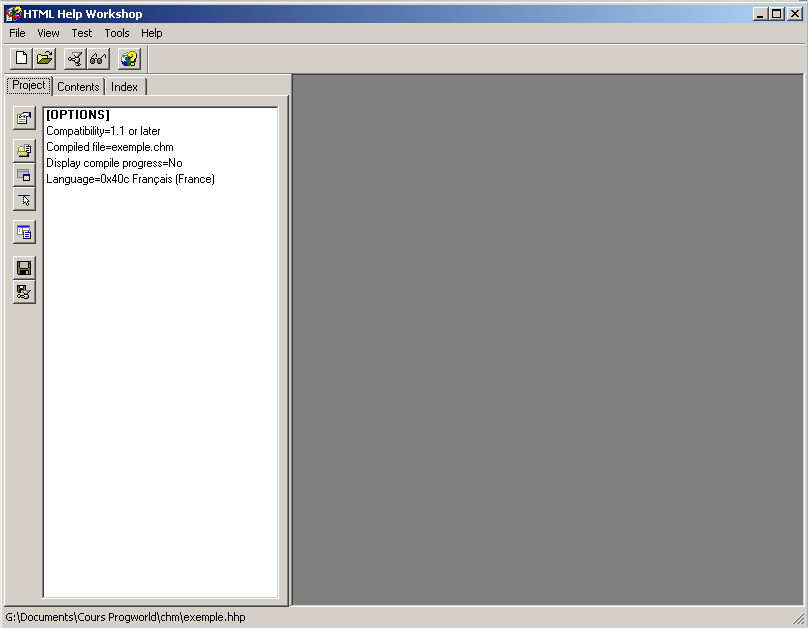 HTML Help Workshop
File View Test Tools Help
Project Contents Index
[OPTIONS]
Compatibility=1.1 or later
Compiled file=exemple.chm
Display compile progress=No
Language=0x40c Français (France)
G:\Documents\Cours Progworld\chm\exemple.hhp